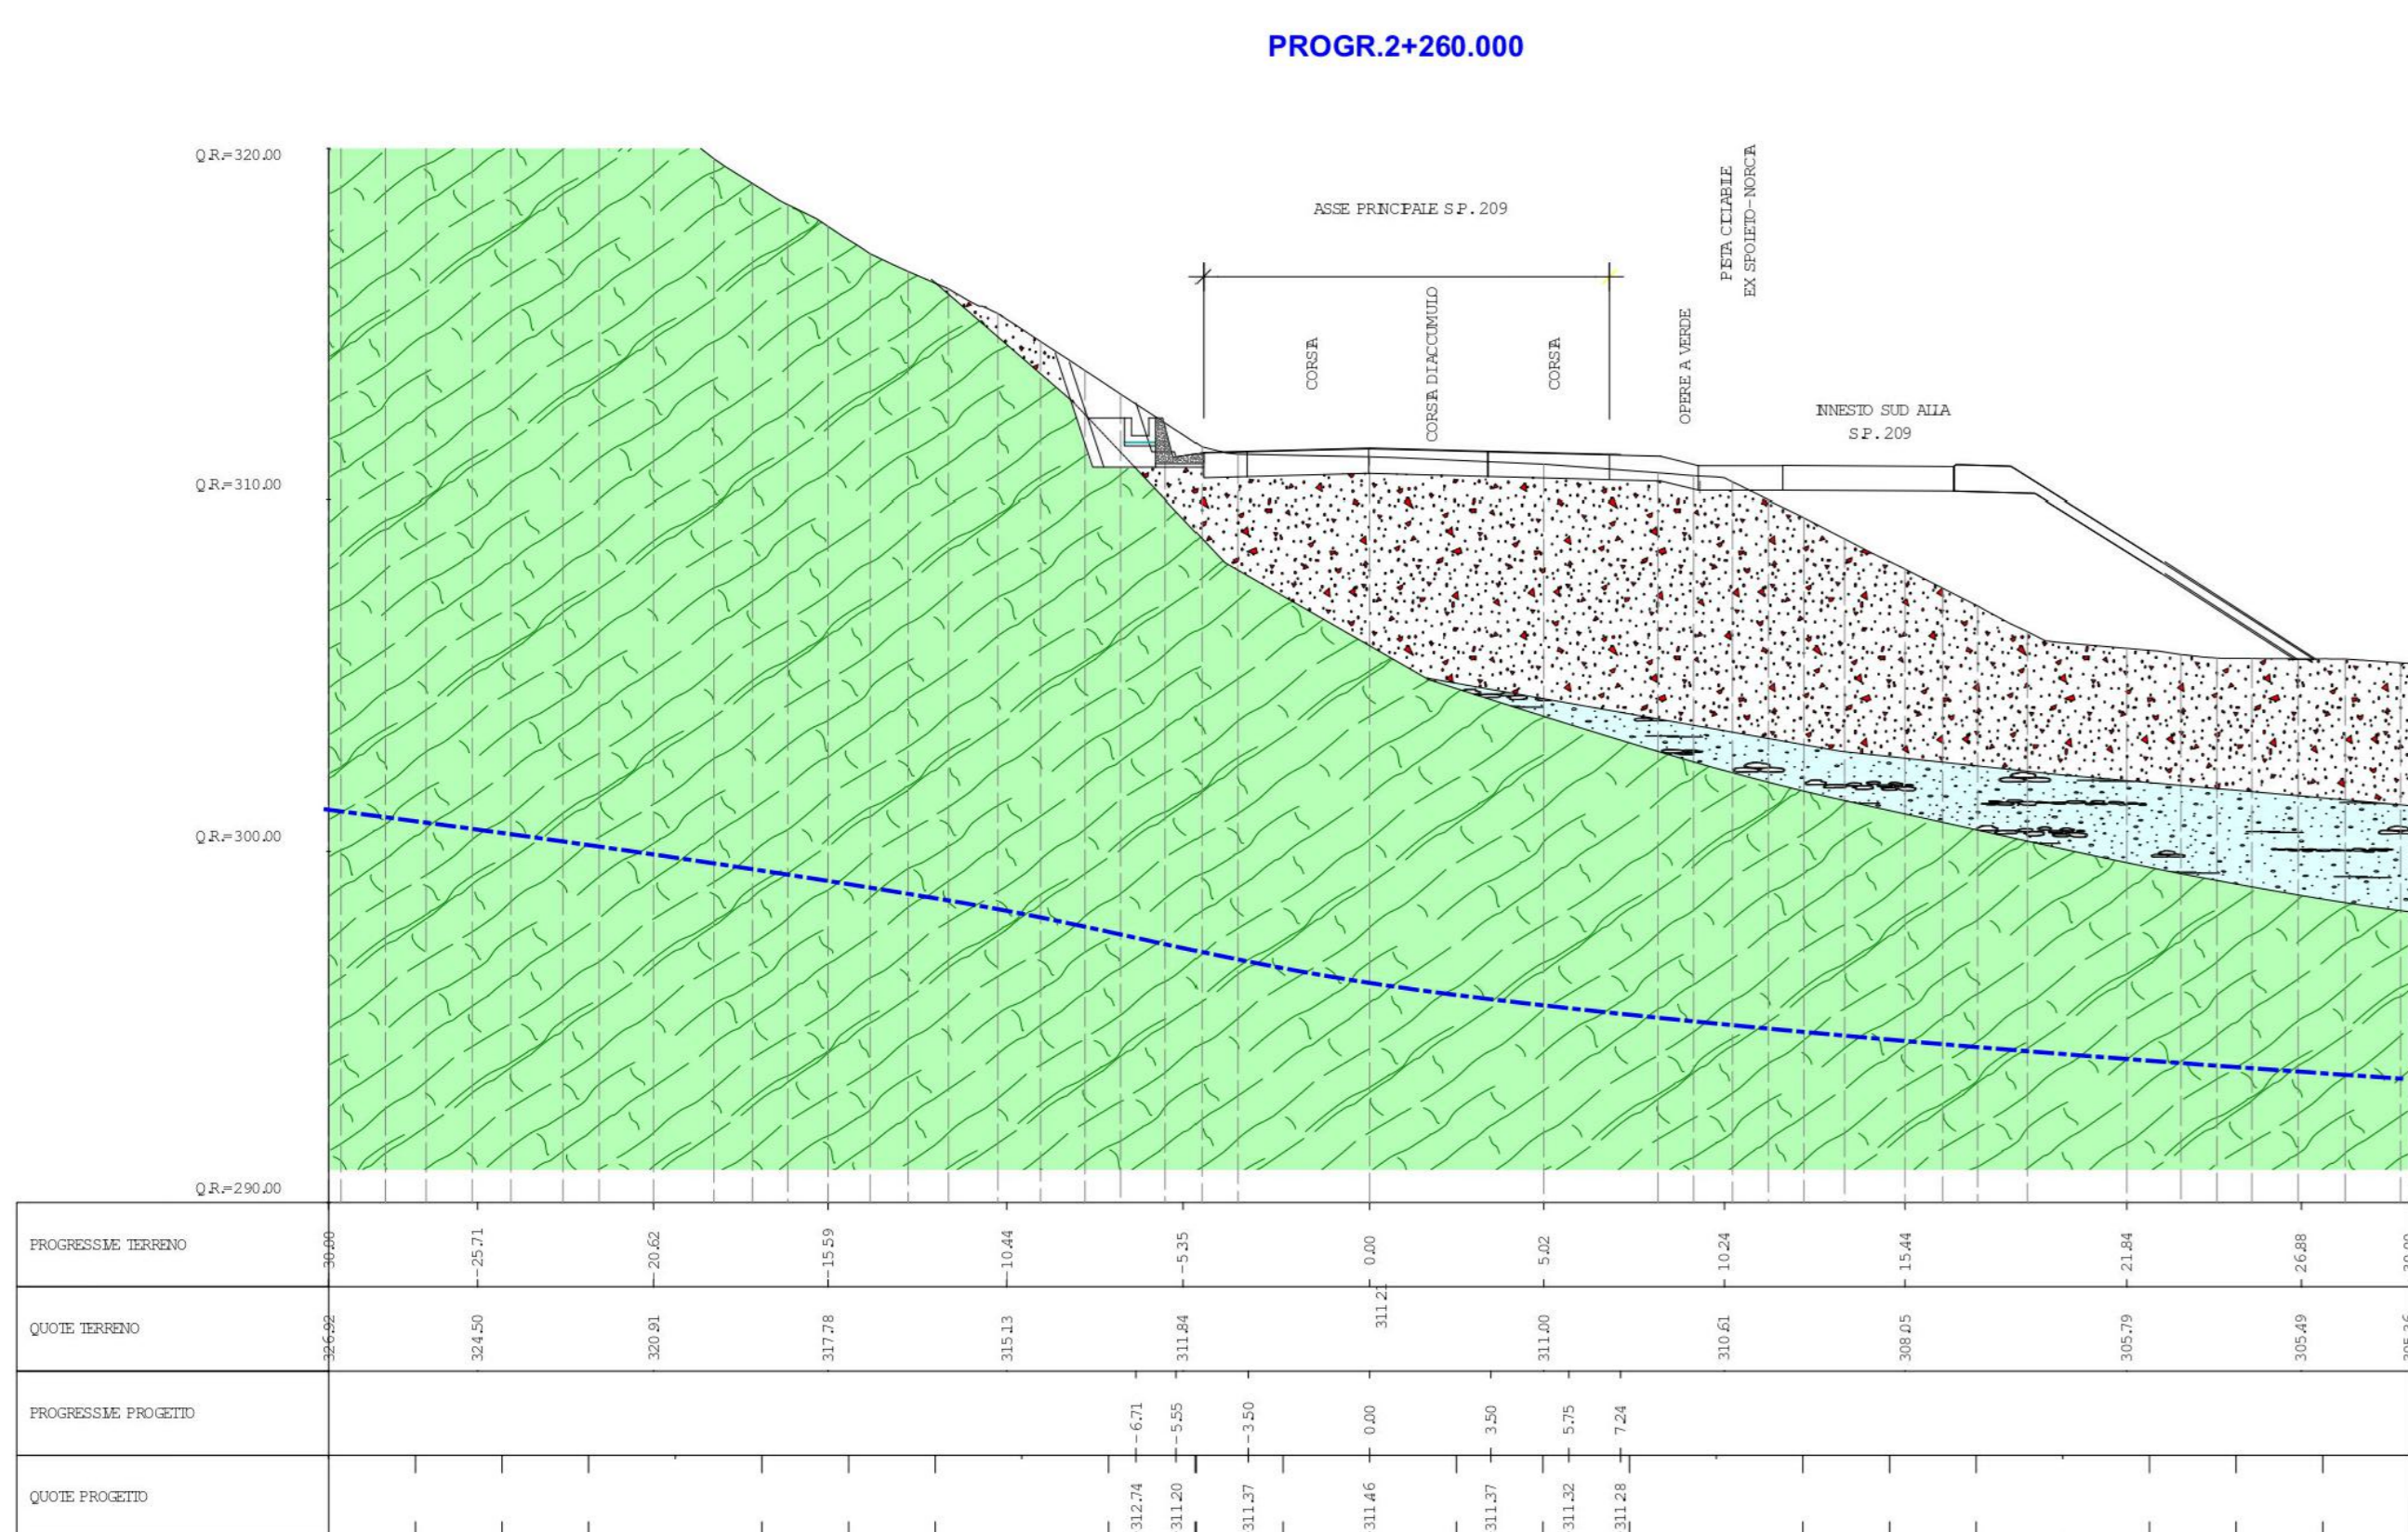 PROGR.2+260.000
Q.R.=320.00
Q.R.=310.00
Q.R.=300.00
Q.R.=290.00
ASSE PRINCIPALE S.P. 209
CORSIA
CORSIA DI ACCUMULO
CORSIA
OPERE A VERDE
PISTA CICLABILE
EX SPOLETO-NORCIA
INNESTO SUD ALLA
S.P. 209
PROGRESSIVE TERRENO
-25.71 -20.62 -15.59 -10.44 -5.35 0.00 5.02 10.24 15.44 21.84 26.88
QUOTE TERRENO
326.92 324.50 320.91 317.78 315.13 311.84 311.21 311.00 310.61 308.05 305.79 305.49
PROGRESSIVE PROGETTO
-6.71 -5.55 -3.50 0.00 3.50 5.75 7.24
QUOTE PROGETTO
312.74 311.20 311.37 311.46 311.37 311.32 311.28